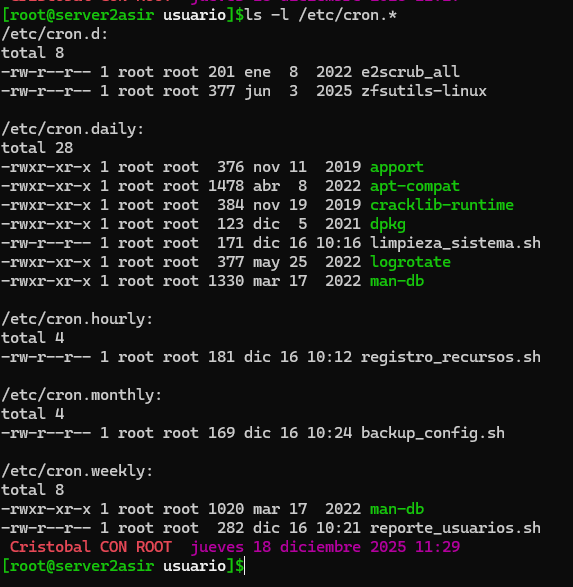 [root@server2asir usuario]$ls -l /etc/cron.*
/etc/cron.d:
total 8
-rw-r--r-- 1 root root 201 ene  8  2022 e2scrub_all
-rw-r--r-- 1 root root 377 jun  3  2025 zfsutils-linux

/etc/cron.daily:
total 28
-rwxr-xr-x 1 root root  376 nov 11  2019 apport
-rwxr-xr-x 1 root root 1478 abr  8  2022 apt-compat
-rwxr-xr-x 1 root root  384 nov 19  2019 cracklib-runtime
-rwxr-xr-x 1 root root  123 dic  5  2021 dpkg
-rw-r--r-- 1 root root  171 dic 16 10:16 limpieza_sistema.sh
-rwxr-xr-x 1 root root  377 may 25  2022 logrotate
-rwxr-xr-x 1 root root 1330 mar 17  2022 man-db

/etc/cron.hourly:
total 4
-rw-r--r-- 1 root root 181 dic 16 10:12 registro_recursos.sh

/etc/cron.monthly:
total 4
-rw-r--r-- 1 root root 169 dic 16 10:24 backup_config.sh

/etc/cron.weekly:
total 8
-rwxr-xr-x 1 root root 1020 mar 17  2022 man-db
-rw-r--r-- 1 root root  282 dic 16 10:21 reporte_usuarios.sh
Cristobal CON ROOT  jueves 18 diciembre 2025 11:29
[root@server2asir usuario]$